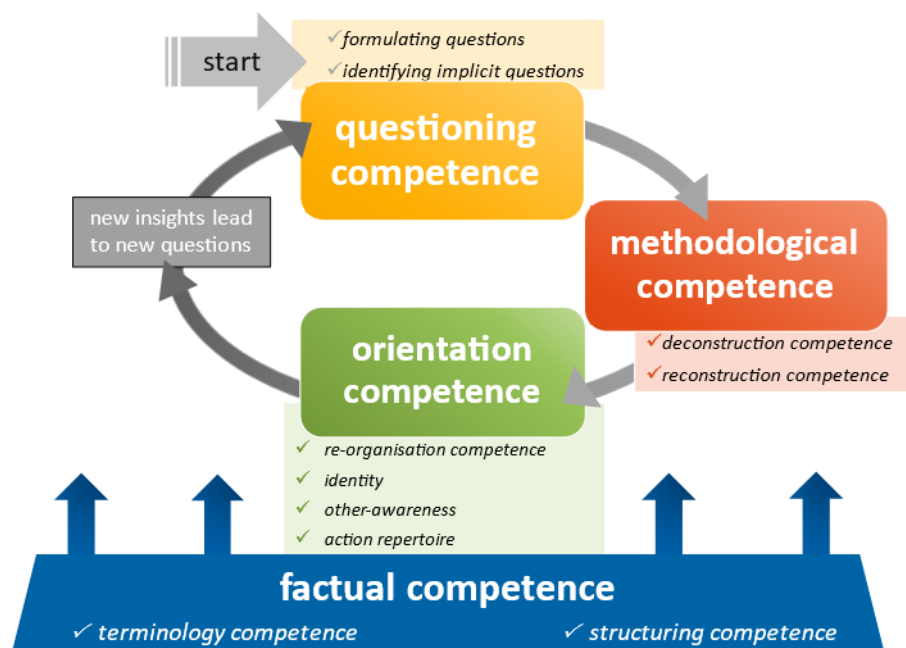 start
✓formulating questions
✓identifying implicit questions
questioning
competence
new insights lead
to new questions
methodological
competence
✓deconstruction competence
✓reconstruction competence
orientation
competence
✓ re-organisation competence
✓ identity
✓ other-awareness
✓ action repertoire
factual competence
✓ terminology competence
✓ structuring competence